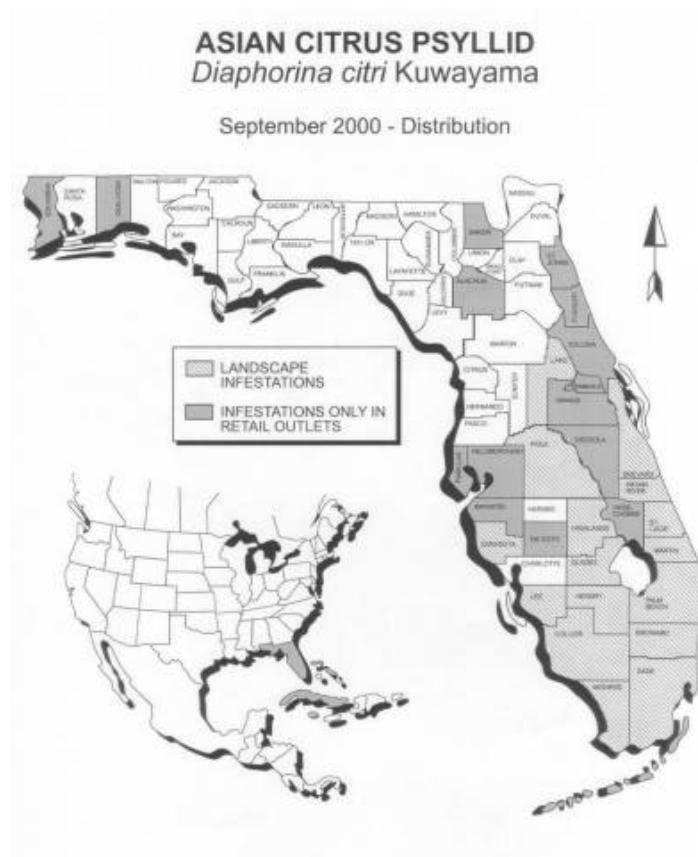 ASIAN CITRUS PSYLLID
Diaphorina citri Kuwayama
September 2000 - Distribution
SANTA
ROSA
WALTON
HOLMES
JACKSON
WASHINGTON
BAY
CALHOUN
GULF
LIBERTY
GADSDEN
LEON
WAKULLA
FRANKLIN
MADISON
HAMILTON
TAYLOR
LAFAYETTE
DIXIE
LEVY
BAKER
UNION
ALACHUA
NASSAU
DUVAL
CLAY
PUTNAM
ST.
JOHNS
VOLUSIA
MARION
LAKE
CITRUS
SUMTER
HERNANDO
PASCO
ORANGE
OSCEOLA
POLK
HILLSBOROUGH
BREVARD
INDIAN
RIVER
MANATEE
HARDEE
HIGHLANDS
SARASOTA
DE SOTO
ST.
LUCIE
MARTIN
CHARLOTTE
GLADES
LEE
HENDRY
PALM
BEACH
COLLIER
BROWARD
DADE
MONROE
LANDSCAPE
INFESTATIONS
INFESTATIONS ONLY IN
RETAIL OUTLETS